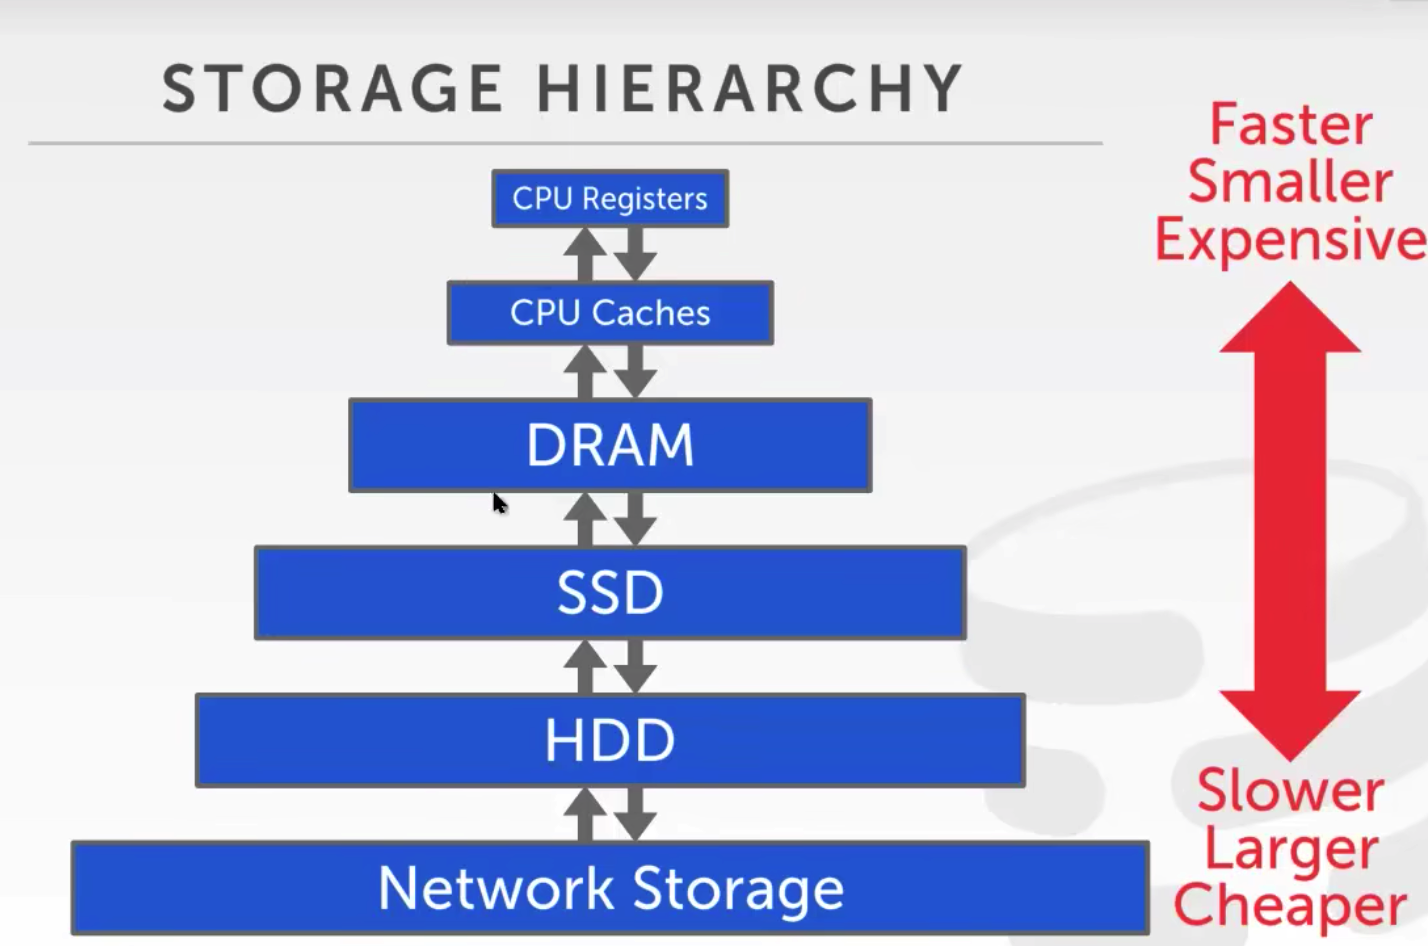 STORAGE HIERARCHY
Faster
Smaller
Expensive
CPU Registers
CPU Caches
DRAM
SSD
HDD
Network Storage
Slower
Larger
Cheaper